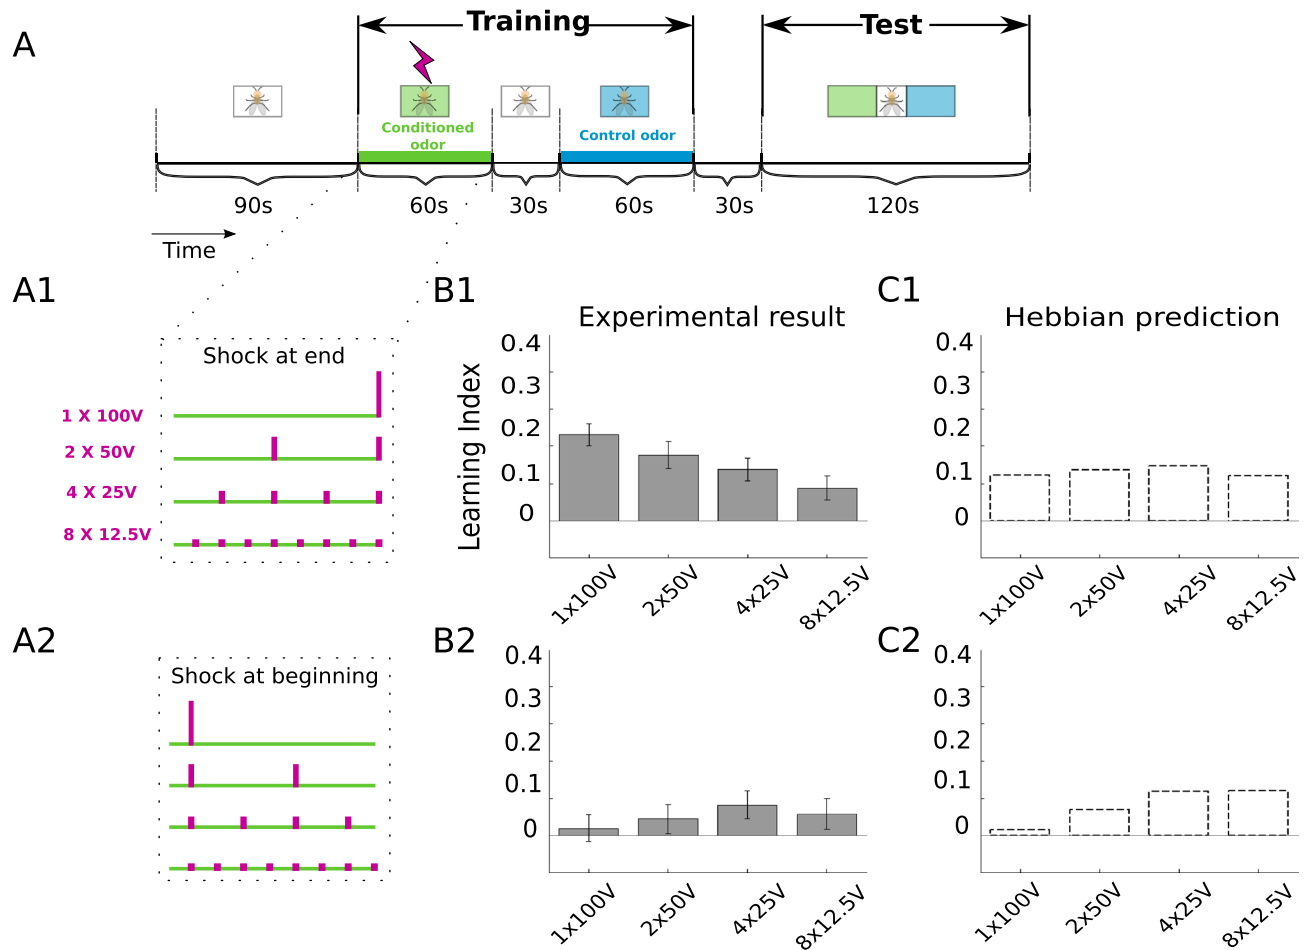 A
Training
Test
Conditioned
odor
Control odor
90s
60s
30s
60s
30s
120s
Time
A1
Shock at end
1 X 100V
2 X 50V
4 X 25V
8 X 12.5V
B1
Experimental result
Learning Index
0.4
0.3
0.2
0.1
0
1x100V
2x50V
4x25V
8x12.5V
C1
Hebbian prediction
0.4
0.3
0.2
0.1
0
1x100V
2x50V
4x25V
8x12.5V
A2
Shock at beginning
B2
0.4
0.3
0.2
0.1
0
1x100V
2x50V
4x25V
8x12.5V
C2
0.4
0.3
0.2
0.1
0
1x100V
2x50V
4x25V
8x12.5V